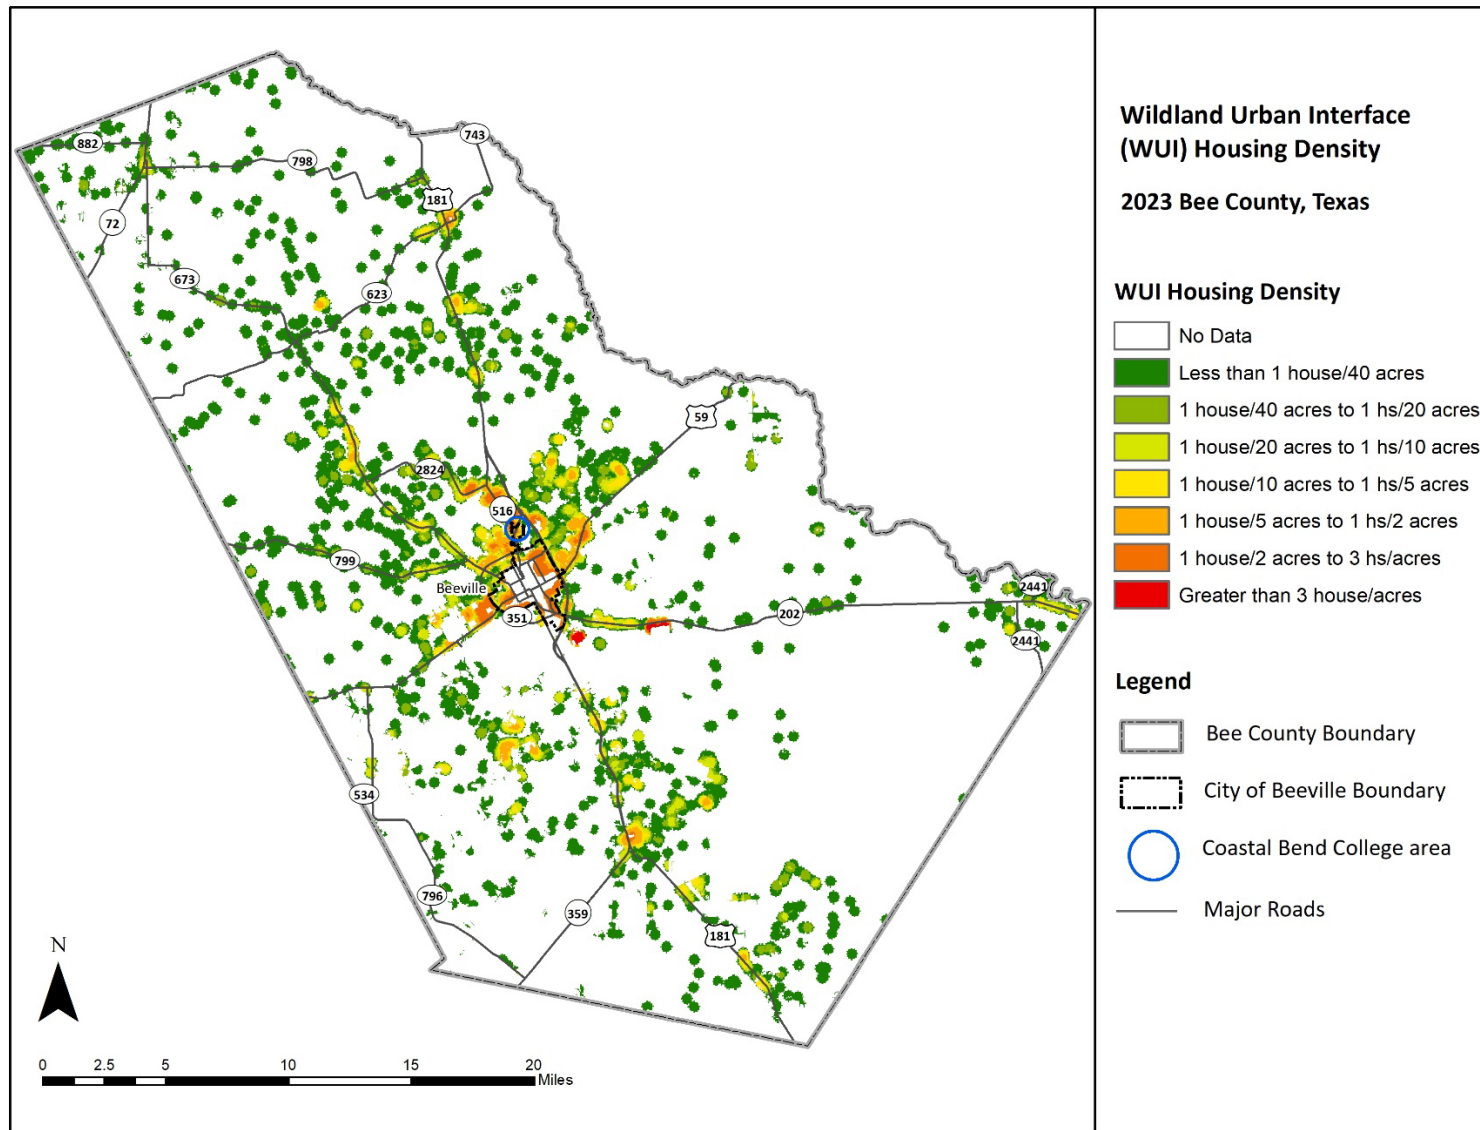 Wildland Urban Interface
(WUI) Housing Density
2023 Bee County, Texas
WUI Housing Density
No Data
Less than 1 house/40 acres
1 house/40 acres to 1 hs/20 acres
1 house/20 acres to 1 hs/10 acres
1 house/10 acres to 1 hs/5 acres
1 house/5 acres to 1 hs/2 acres
1 house/2 acres to 3 hs/acres
Greater than 3 house/acres
Legend
Bee County Boundary
City of Beeville Boundary
Coastal Bend College area
Major Roads
743
882
798
181
72
673
623
59
2824
516
799
Beeville
351
202
2441
2441
534
796
359
181
N
0 2.5 5 10 15 20
Miles